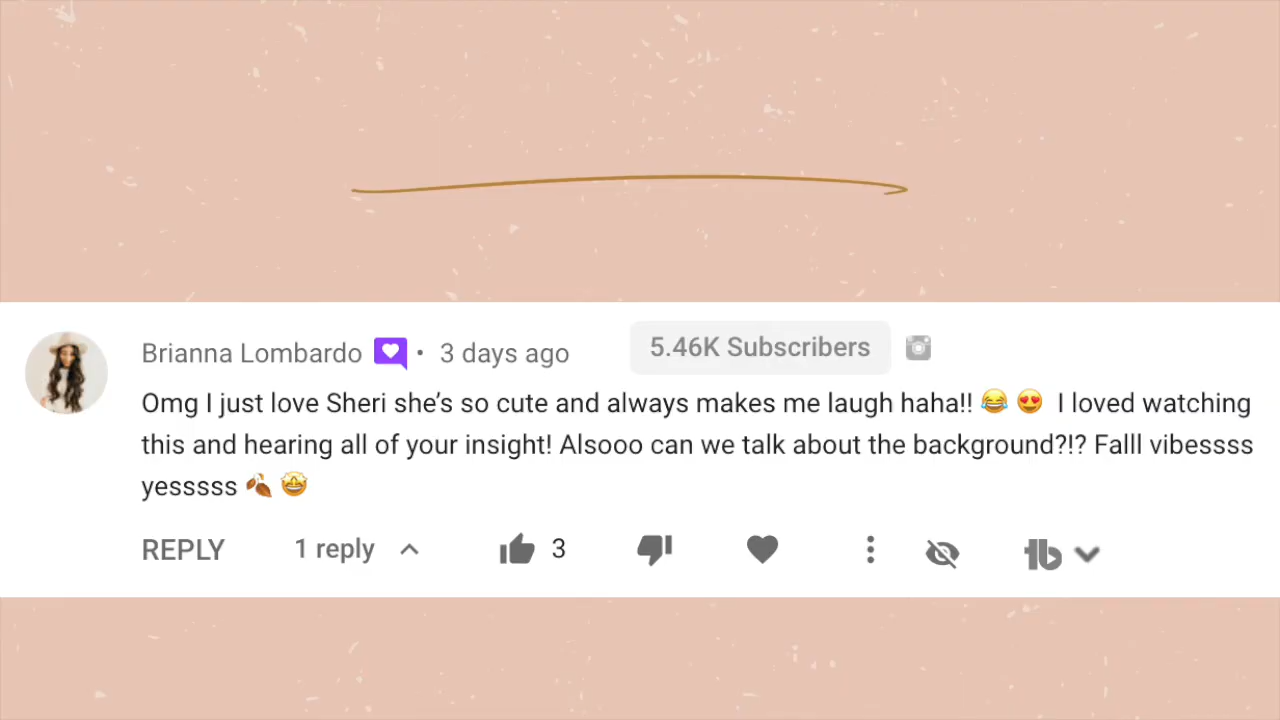 Brianna Lombardo • 3 days ago 5.46K Subscribers
Omg I just love Sheri she’s so cute and always makes me laugh haha!! 😂 😍 I loved watching
this and hearing all of your insight! Alsooo can we talk about the background?!? Falll vibessss
yesssss 🍂 🤩
REPLY 1 reply 3 tb